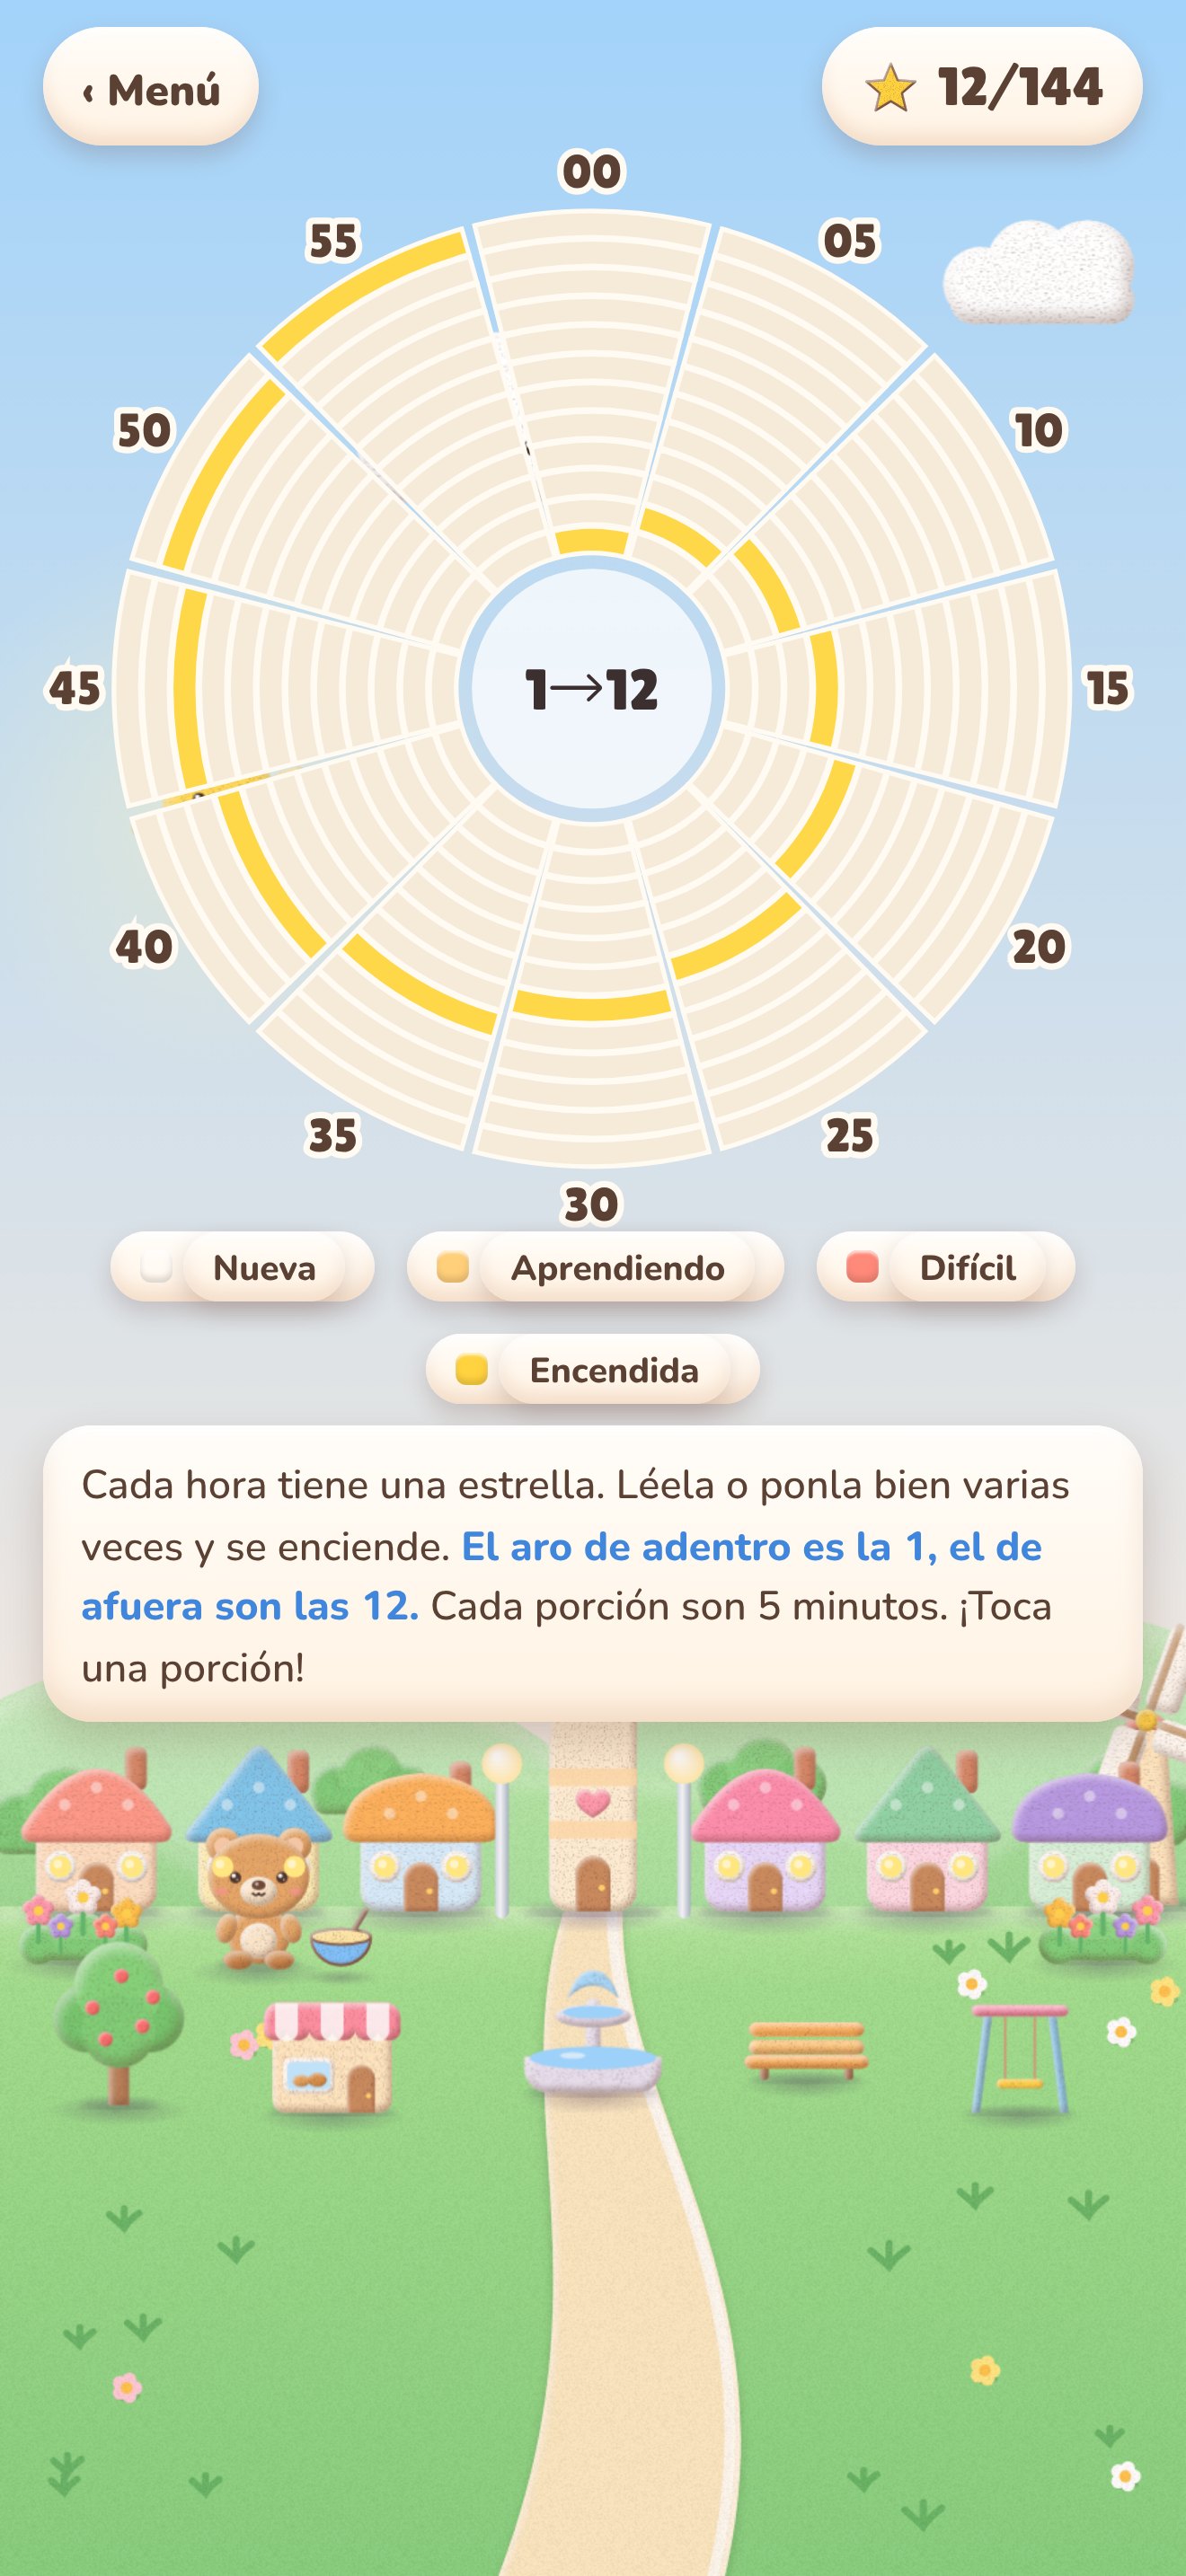 ‹ Menú
12/144
00
55
05
50
10
1→12
45
15
40
20
35
25
30
Nueva
Aprendiendo
Difícil
Encendida
Cada hora tiene una estrella. Léela o ponla bien varias
veces y se enciende. El aro de adentro es la 1, el de
afuera son las 12. Cada porción son 5 minutos. ¡Toca
una porción!